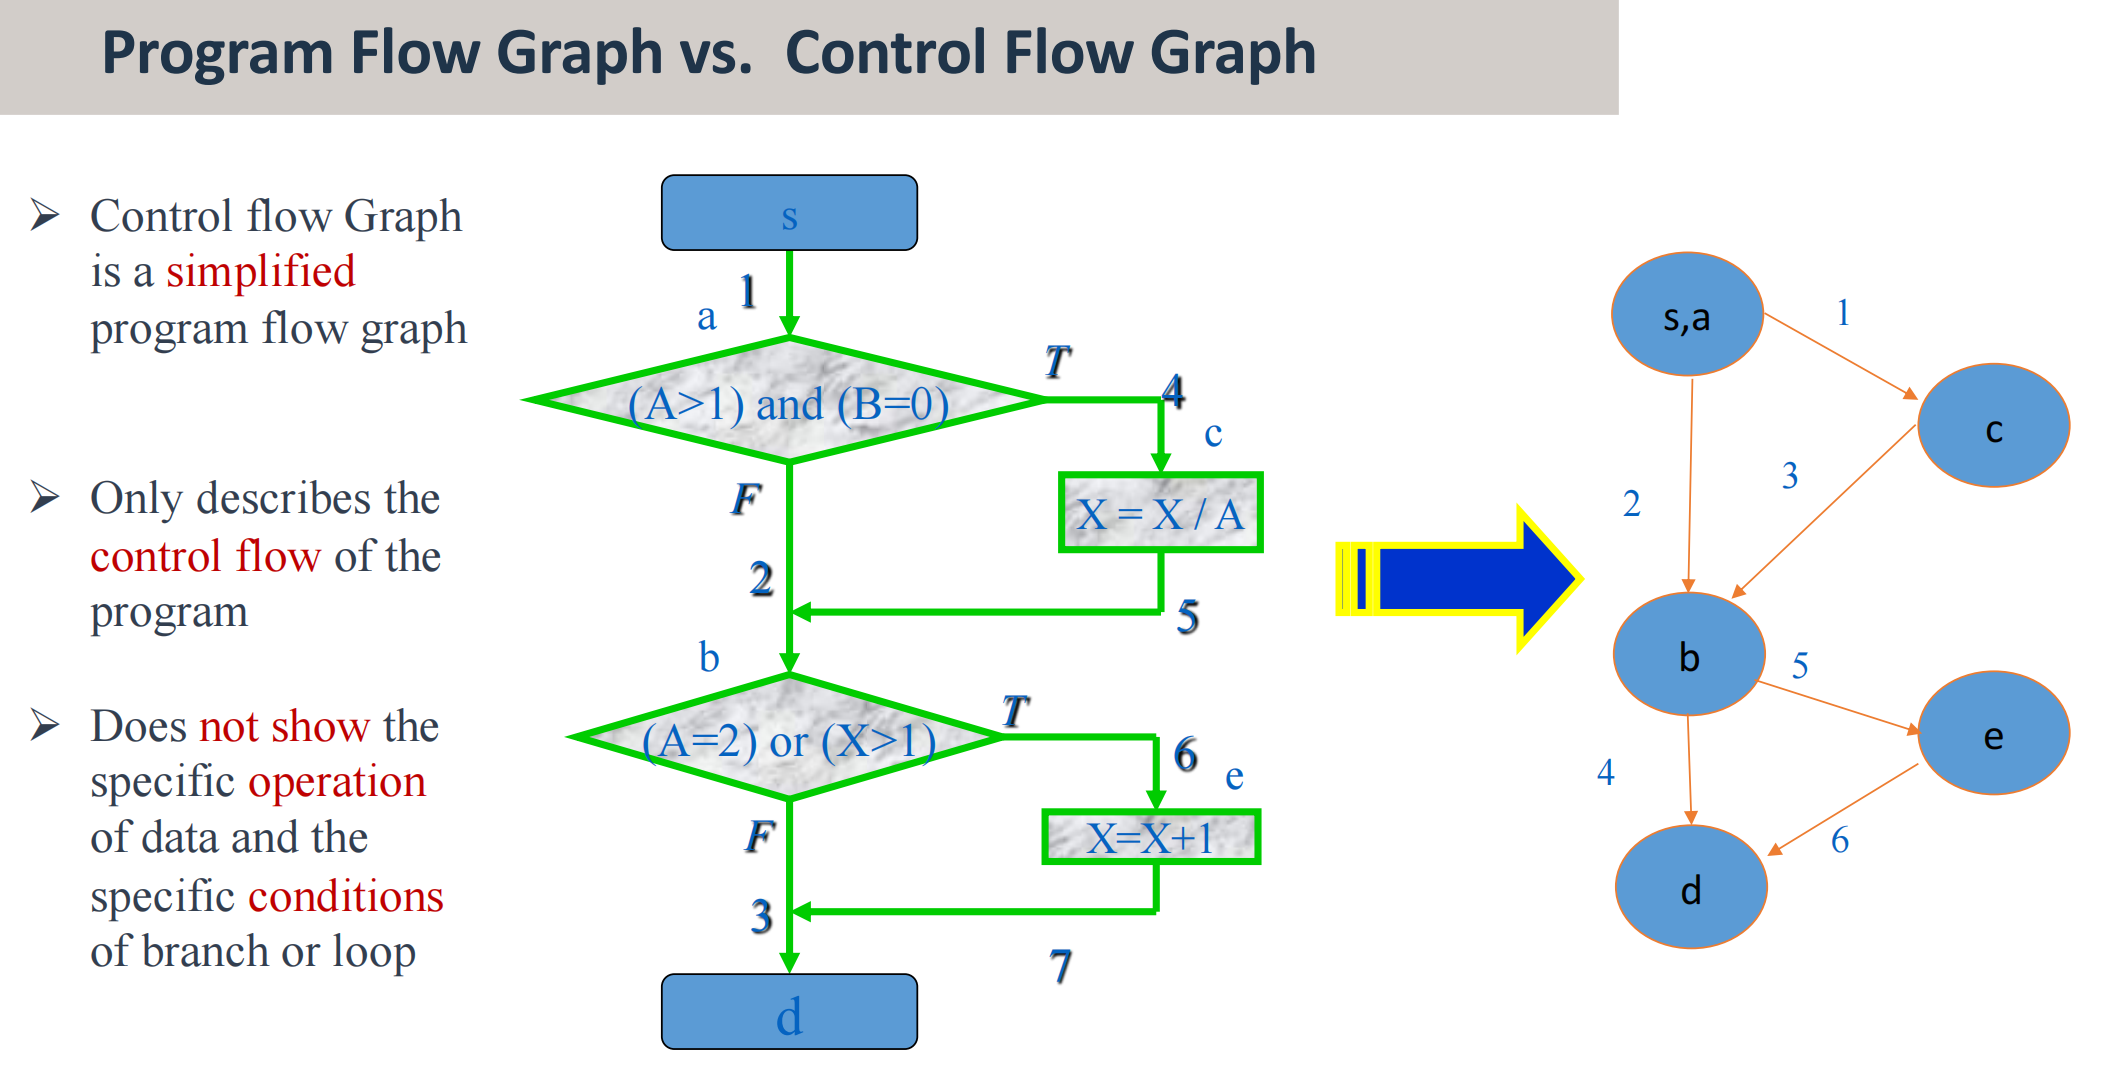 Program Flow Graph vs. Control Flow Graph
➢ Control flow Graph
is a simplified
program flow graph
➢ Only describes the
control flow of the
program
➢ Does not show the
specific operation
of data and the
specific conditions
of branch or loop
s
1
a
(A>1) and (B=0)
T
4
c
X = X / A
F
2
5
b
(A=2) or (X>1)
T
6
e
X=X+1
F
3
7
d
s,a
1
c
2
3
b
5
e
4
6
d